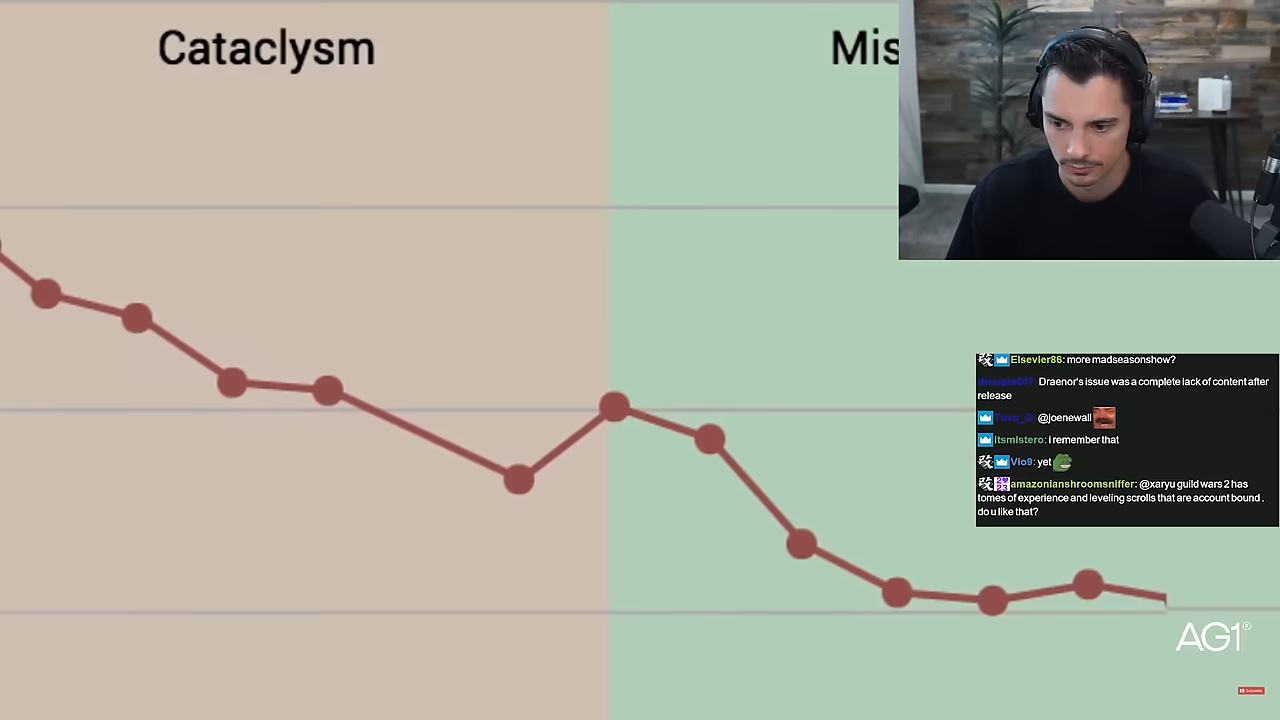 Cataclysm
Mis
Elsevier86: more madseasonshow?
Draenor's issue was a complete lack of content after
release
@joenewall
itsmistero: i remember that
Vio9: yet
amazonianshroomsniffer: @xaryu guild wars 2 has
tomes of experience and leveling scrolls that are account bound .
do u like that?
AG1®
Subscribe